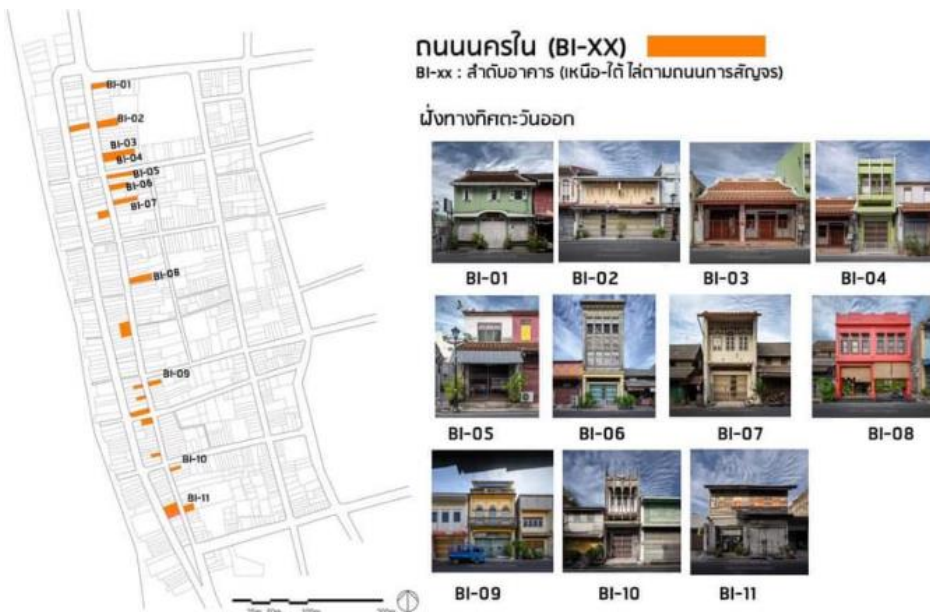 ถนนนครใน (BI-XX)
BI-xx : ลำดับอาคาร (เหนือ-ใต้ ไล่ตามถนนการสัญจร)
ฝั่งทางทิศตะวันออก
BI-01
BI-02
BI-03
BI-04
BI-05
BI-06
BI-07
BI-08
BI-09
BI-10
BI-11
BI-01 BI-02 BI-03 BI-04
BI-05 BI-06 BI-07 BI-08
BI-09 BI-10 BI-11